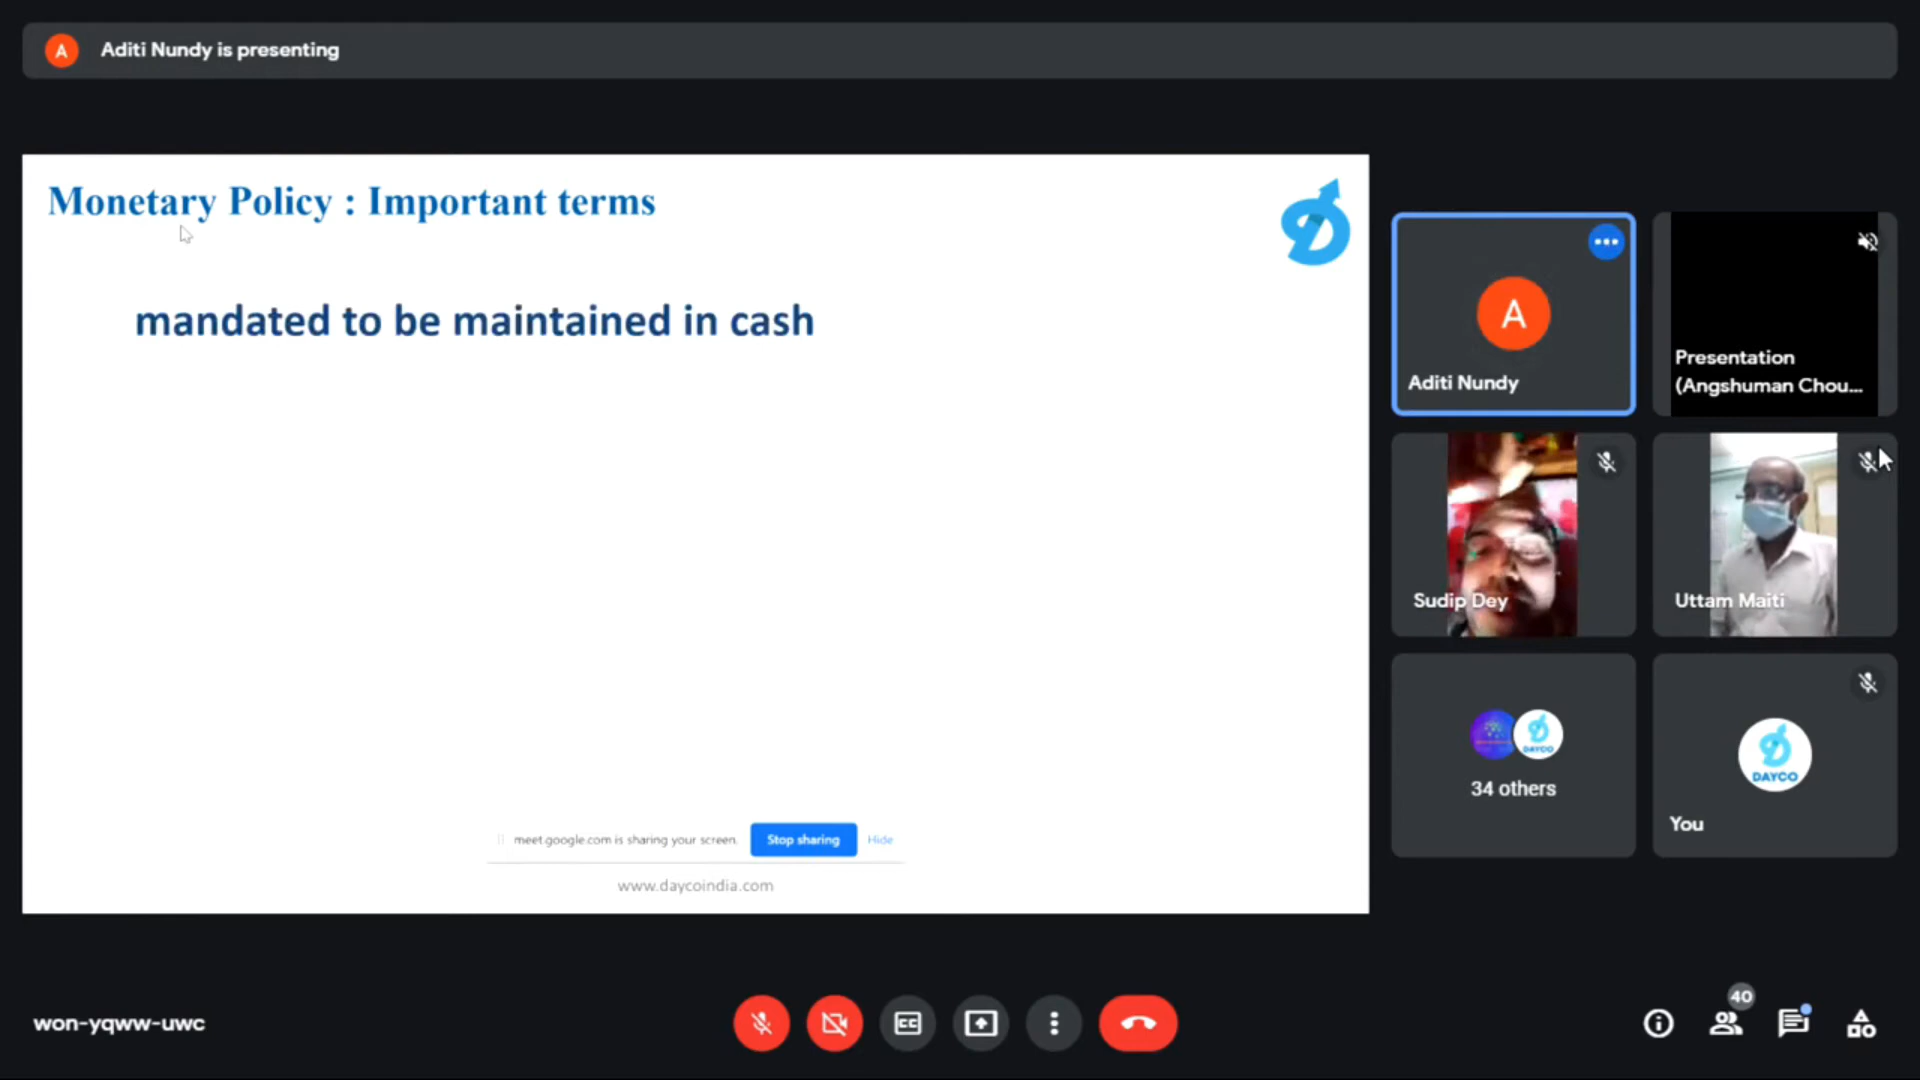 A
Aditi Nundy is presenting
Monetary Policy : Important terms
mandated to be maintained in cash
meet.google.com is sharing your screen.
Stop sharing
Hide
www.daycoindia.com
A
Aditi Nundy
Presentation
(Angshuman Chou...
Sudip Dey
Uttam Maiti
DAYCO
34 others
DAYCO
You
won-yqww-uwc
CC
40